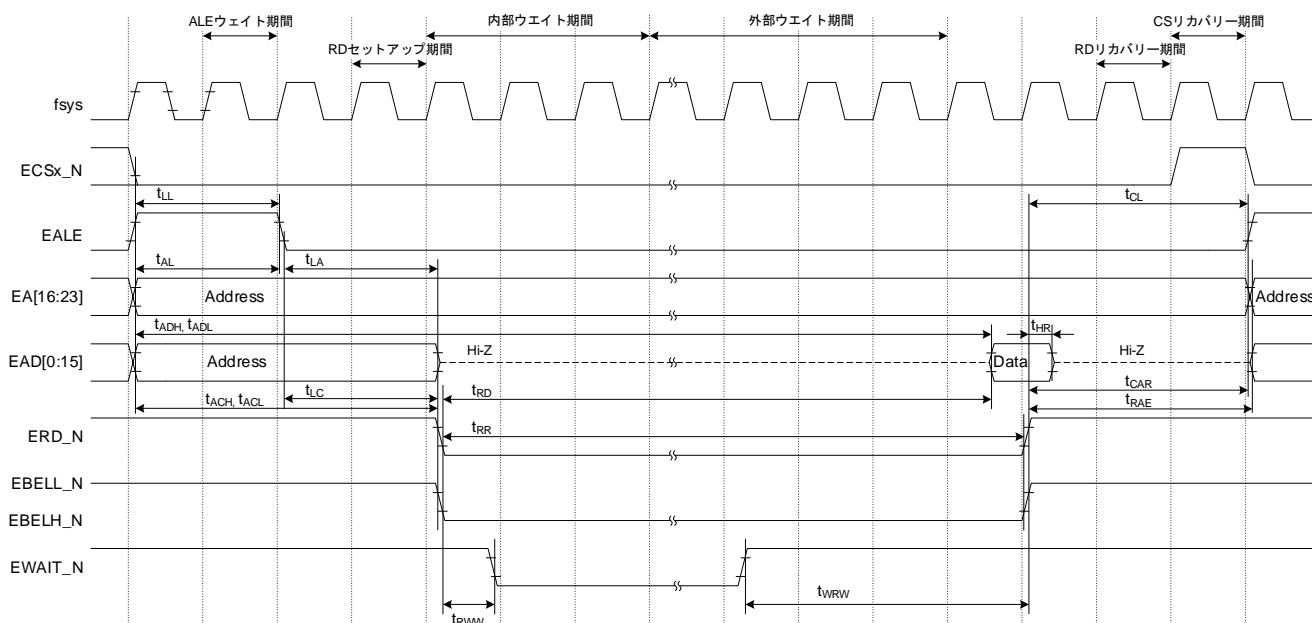 ALEウェイト期間
内部ウエイト期間
外部ウエイト期間
CSリカバリー期間
RDセットアップ期間
RDリカバリー期間
fsys
ECSx_N
tLL
tCL
EALE
tAL
tLA
EA[16:23]
Address
Address
tADH, tADL
tHR
EAD[0:15]
Address
Hi-Z
Data
Hi-Z
tLC
tRD
tCAR
tACH, tACL
tRAE
ERD_N
tRR
EBELL_N
EBELH_N
EWAIT_N
tWRW
tRWW